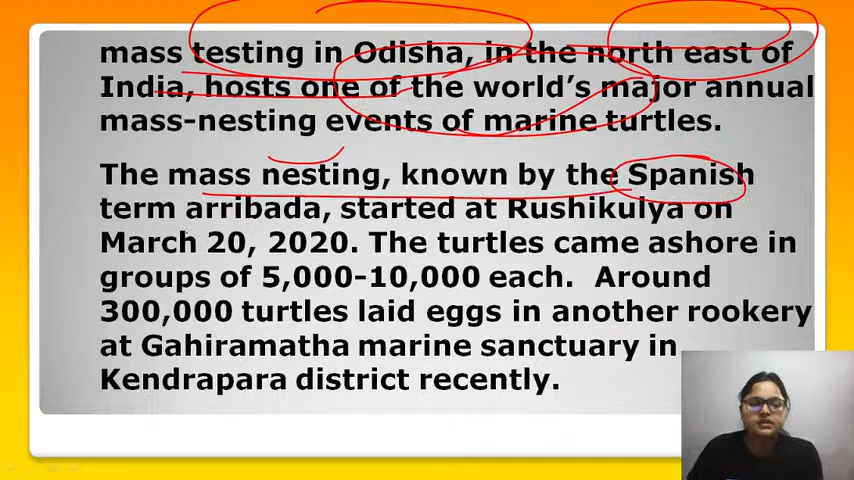 mass testing in Odisha, in the north east of
India, hosts one of the world's major annual
mass-nesting events of marine turtles.
The mass nesting, known by the Spanish
term arribada, started at Rushikulya on
March 20, 2020. The turtles came ashore in
groups of 5,000-10,000 each. Around
300,000 turtles laid eggs in another rookery
at Gahiramatha marine sanctuary in
Kendrapara district recently.